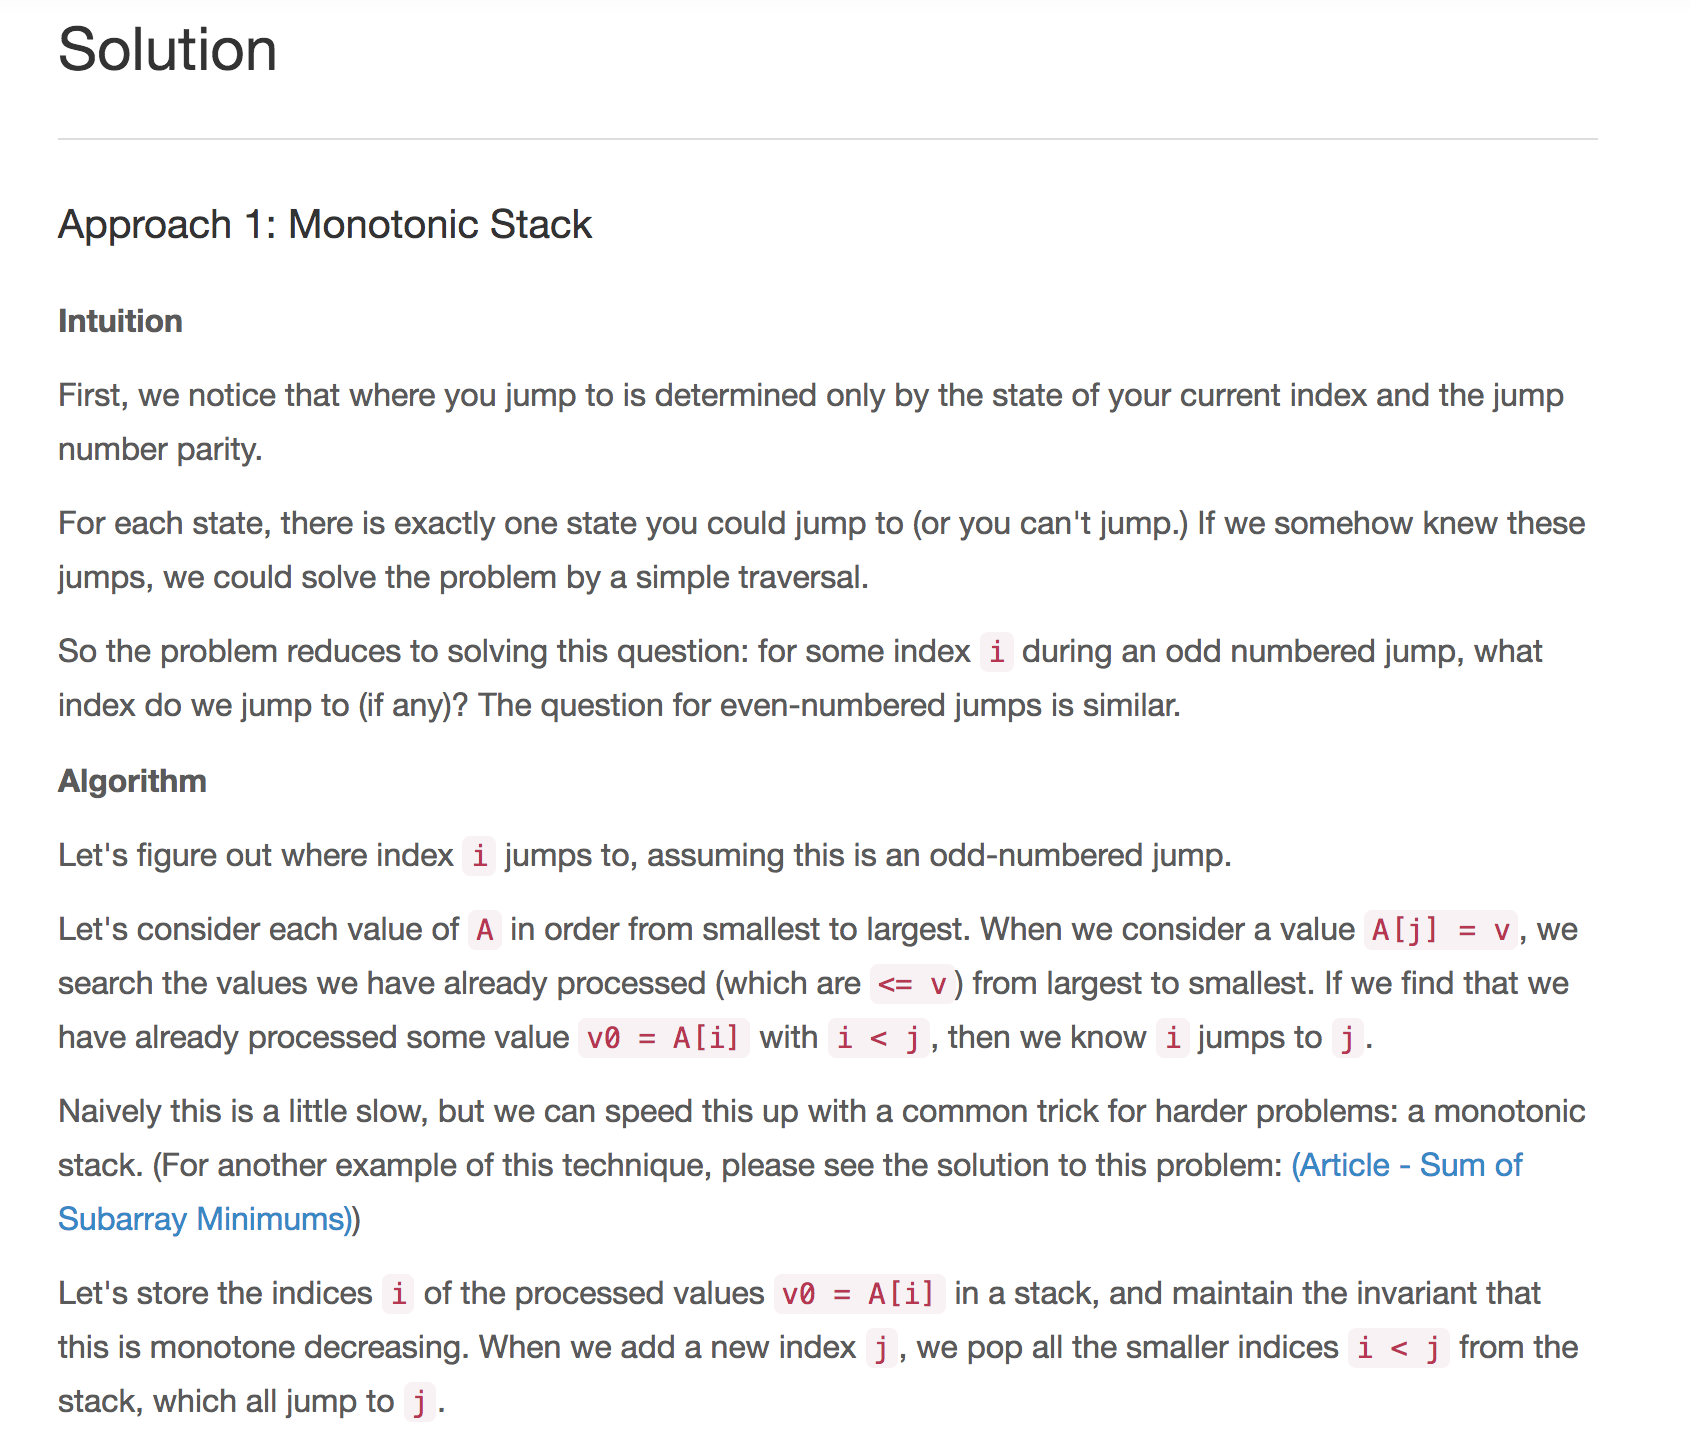 Solution
Approach 1: Monotonic Stack
Intuition
First, we notice that where you jump to is determined only by the state of your current index and the jump
number parity.
For each state, there is exactly one state you could jump to (or you can't jump.) If we somehow knew these
jumps, we could solve the problem by a simple traversal.
So the problem reduces to solving this question: for some index i during an odd numbered jump, what
index do we jump to (if any)? The question for even-numbered jumps is similar.
Algorithm
Let's figure out where index i jumps to, assuming this is an odd-numbered jump.
Let's consider each value of A in order from smallest to largest. When we consider a value A[j] = v, we
search the values we have already processed (which are <= v) from largest to smallest. If we find that we
have already processed some value v0 = A[i] with i < j, then we know i jumps to j.
Naively this is a little slow, but we can speed this up with a common trick for harder problems: a monotonic
stack. (For another example of this technique, please see the solution to this problem: (Article - Sum of
Subarray Minimums))
Let's store the indices i of the processed values v0 = A[i] in a stack, and maintain the invariant that
this is monotone decreasing. When we add a new index j, we pop all the smaller indices i < j from the
stack, which all jump to j.